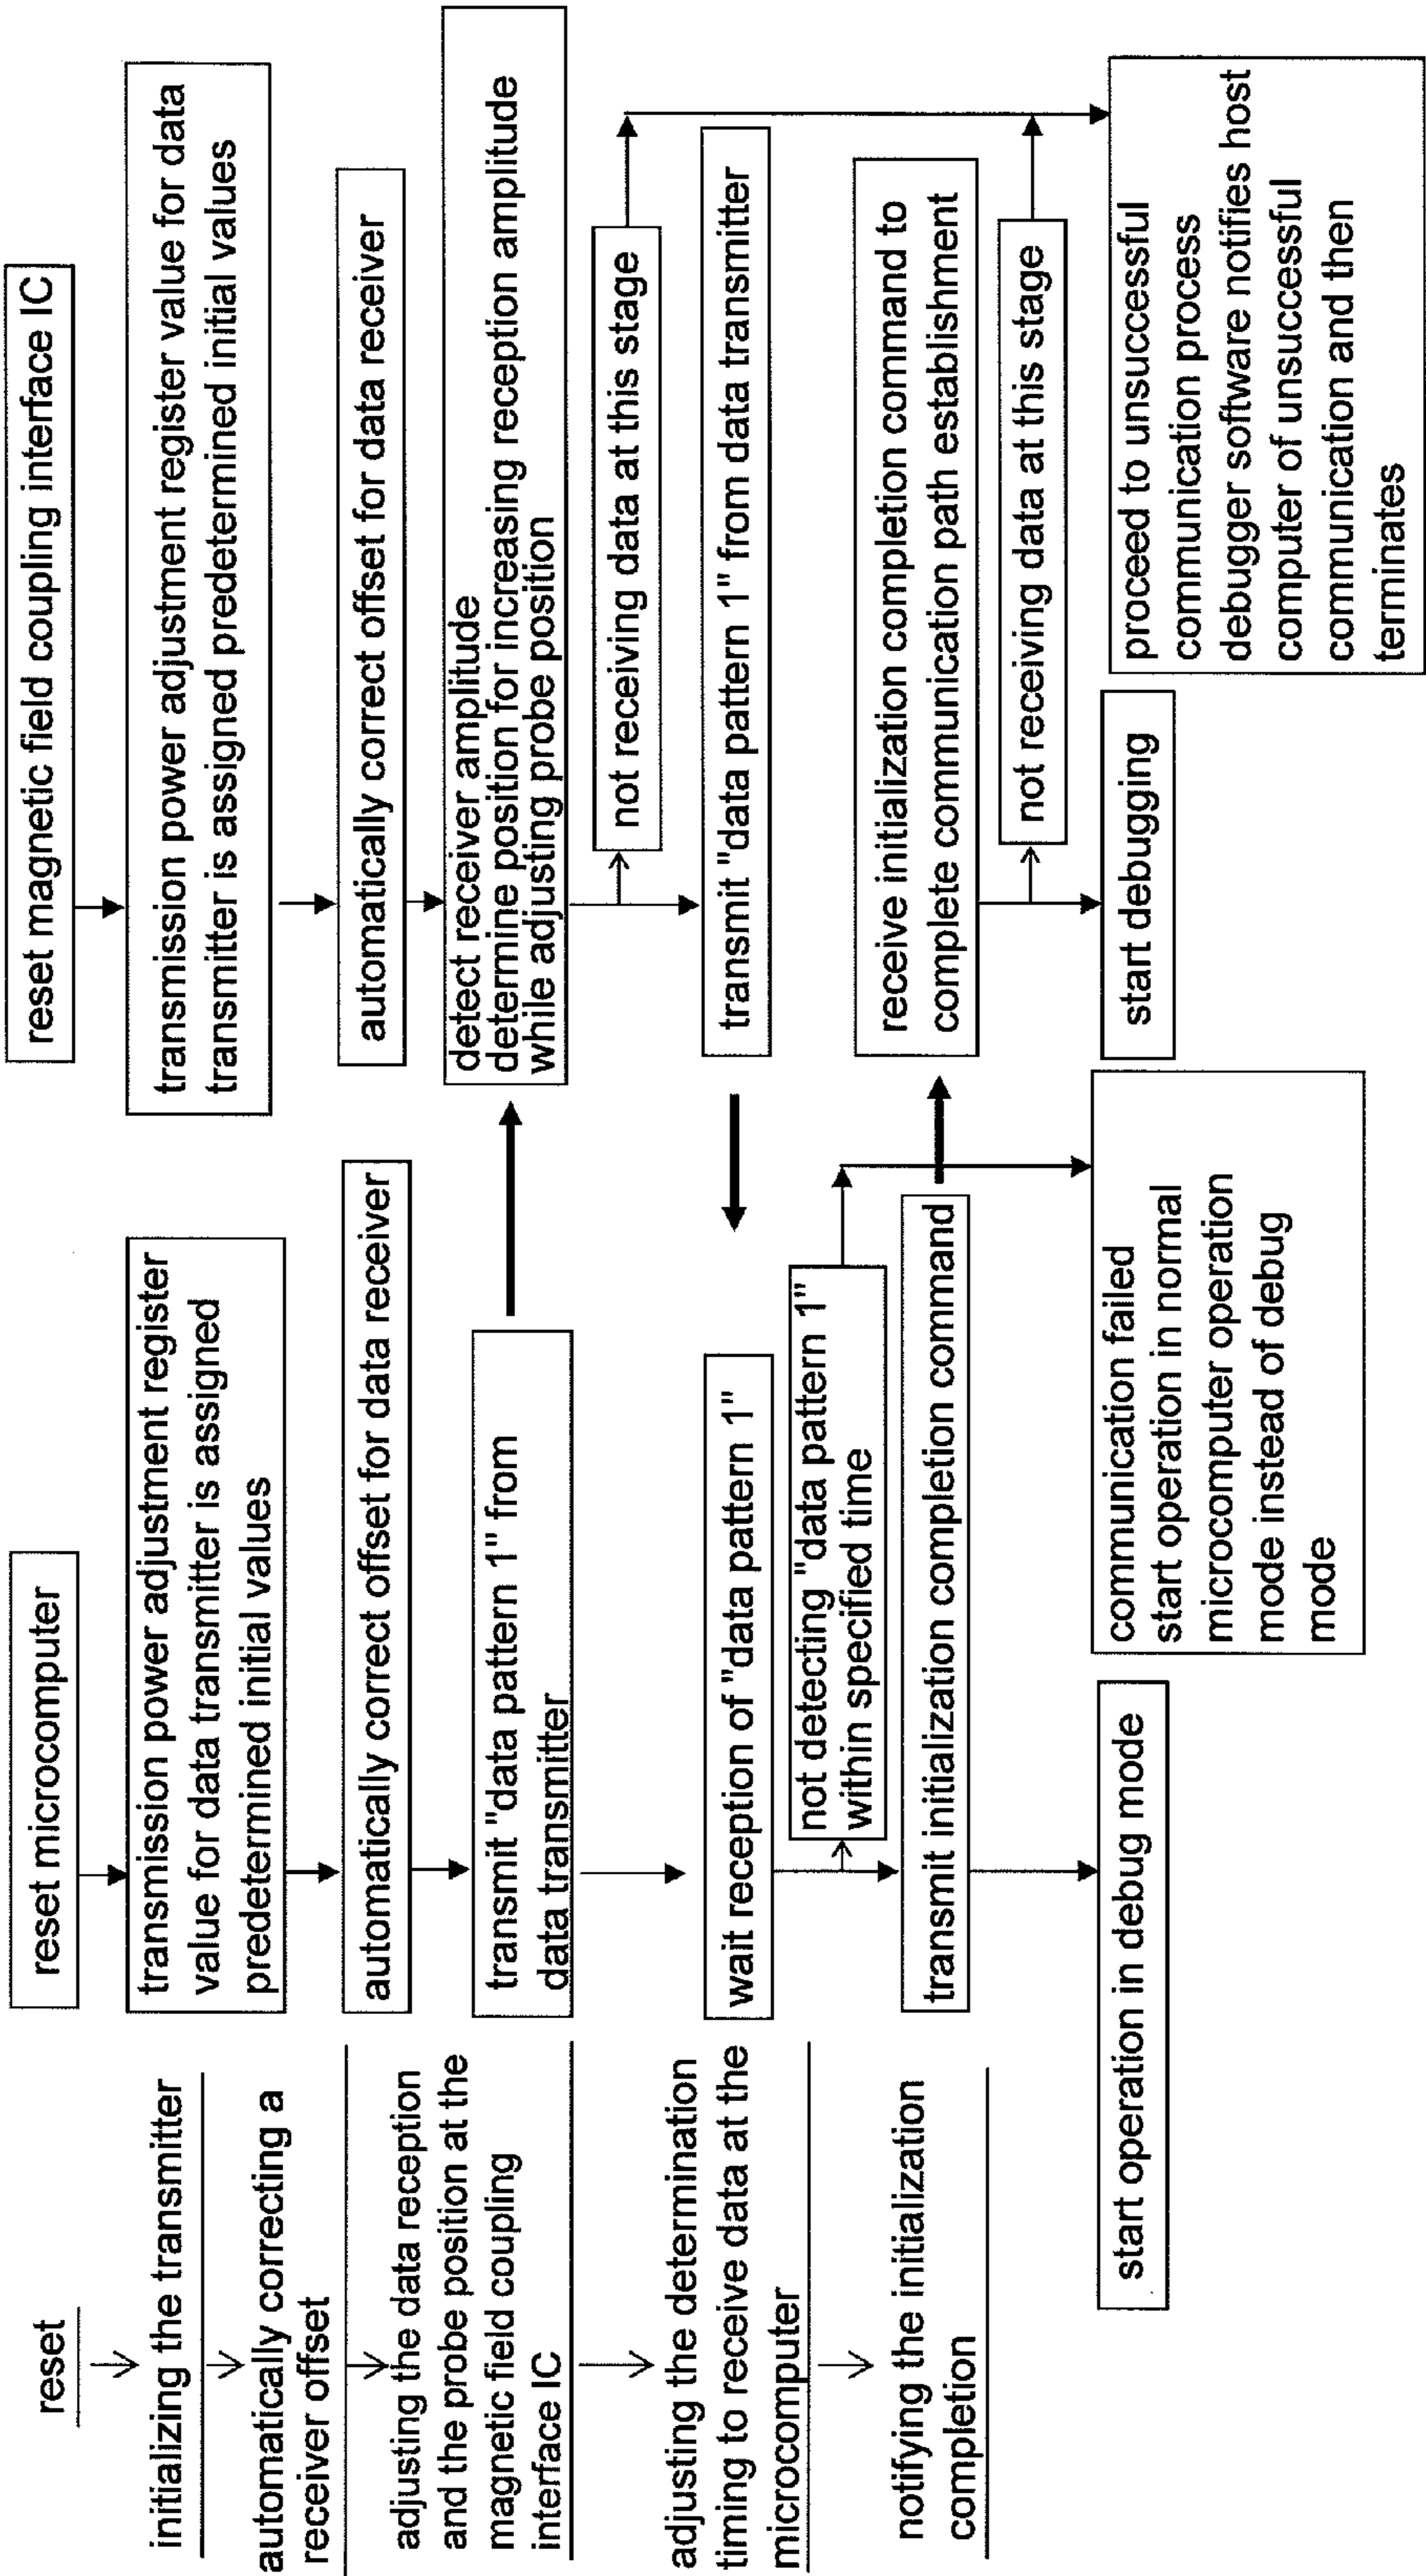 reset
initializing the transmitter
automatically correcting a
receiver offset
adjusting the data reception
and the probe position at the
magnetic field coupling
interface IC
adjusting the determination
timing to receive data at the
microcomputer
notifying the initialization
completion
reset microcomputer
transmission power adjustment register
value for data transmitter is assigned
predetermined initial values
automatically correct offset for data receiver
transmit "data pattern 1" from
data transmitter
wait reception of "data pattern 1"
not detecting "data pattern 1"
within specified time
transmit initialization completion command
start operation in debug mode
communication failed
start operation in normal
microcomputer operation
mode instead of debug
mode
reset magnetic field coupling interface IC
transmission power adjustment register value for data
transmitter is assigned predetermined initial values
automatically correct offset for data receiver
detect receiver amplitude
determine position for increasing reception amplitude
while adjusting probe position
not receiving data at this stage
transmit "data pattern 1" from data transmitter
receive initialization completion command to
complete communication path establishment
not receiving data at this stage
start debugging
proceed to unsuccessful
communication process
debugger software notifies host
computer of unsuccessful
communication and then
terminates